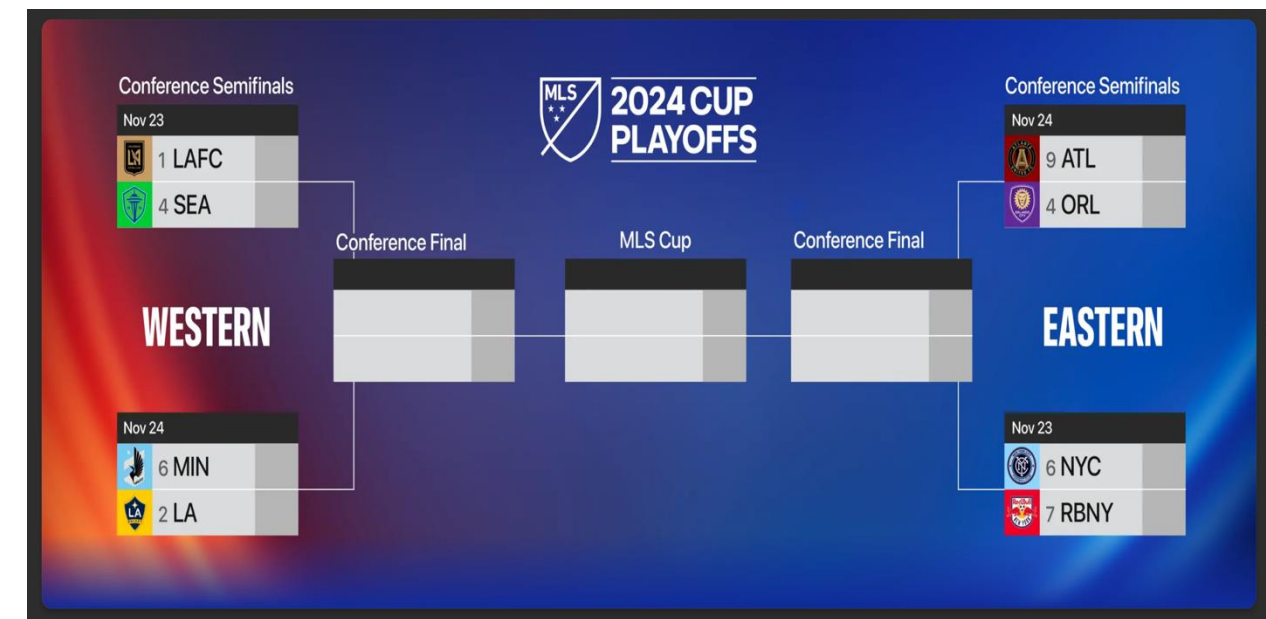 Conference Semifinals
Nov 23
1 LAFC
4 SEA
MLS
2024 CUP
PLAYOFFS
Conference Semifinals
Nov 24
9 ATL
4 ORL
Conference Final
MLS Cup
Conference Final
WESTERN
EASTERN
Nov 24
6 MIN
2 LA
Nov 23
6 NYC
7 RBNY